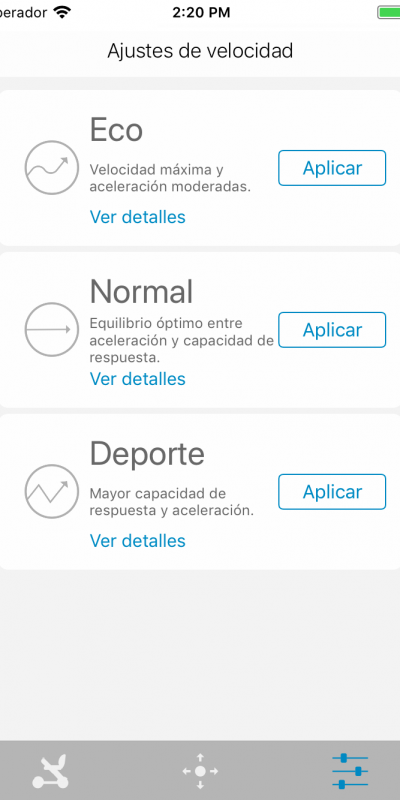 2:20 PM
Ajustes de velocidad
Eco
Velocidad máxima y
aceleración moderadas.
Aplicar
Ver detalles
Normal
Equilibrio óptimo entre
aceleración y capacidad de
respuesta.
Aplicar
Ver detalles
Deporte
Mayor capacidad de
respuesta y aceleración.
Aplicar
Ver detalles